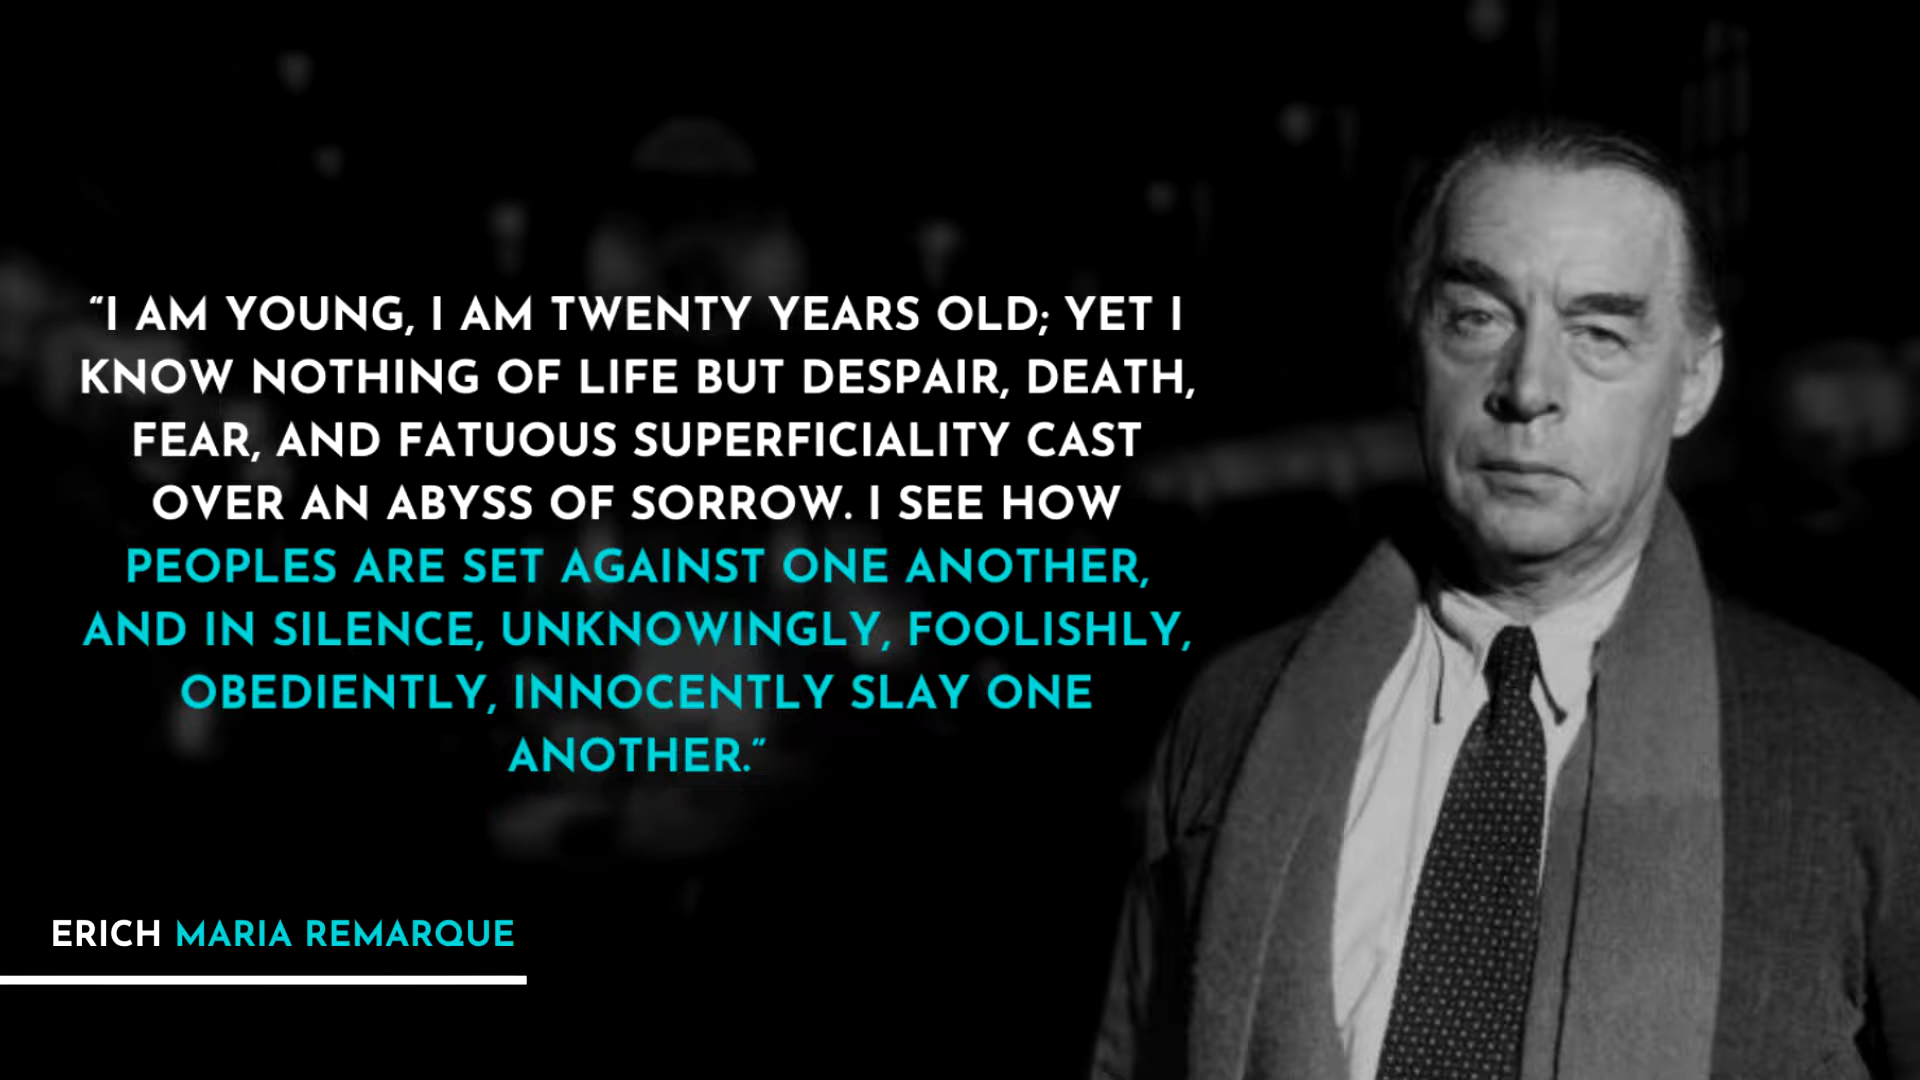 “I AM YOUNG, I AM TWENTY YEARS OLD; YET I
KNOW NOTHING OF LIFE BUT DESPAIR, DEATH,
FEAR, AND FATUOUS SUPERFICIALITY CAST
OVER AN ABYSS OF SORROW. I SEE HOW
PEOPLES ARE SET AGAINST ONE ANOTHER,
AND IN SILENCE, UNKNOWINGLY, FOOLISHLY,
OBEDIENTLY, INNOCENTLY SLAY ONE
ANOTHER.”
ERICH MARIA REMARQUE